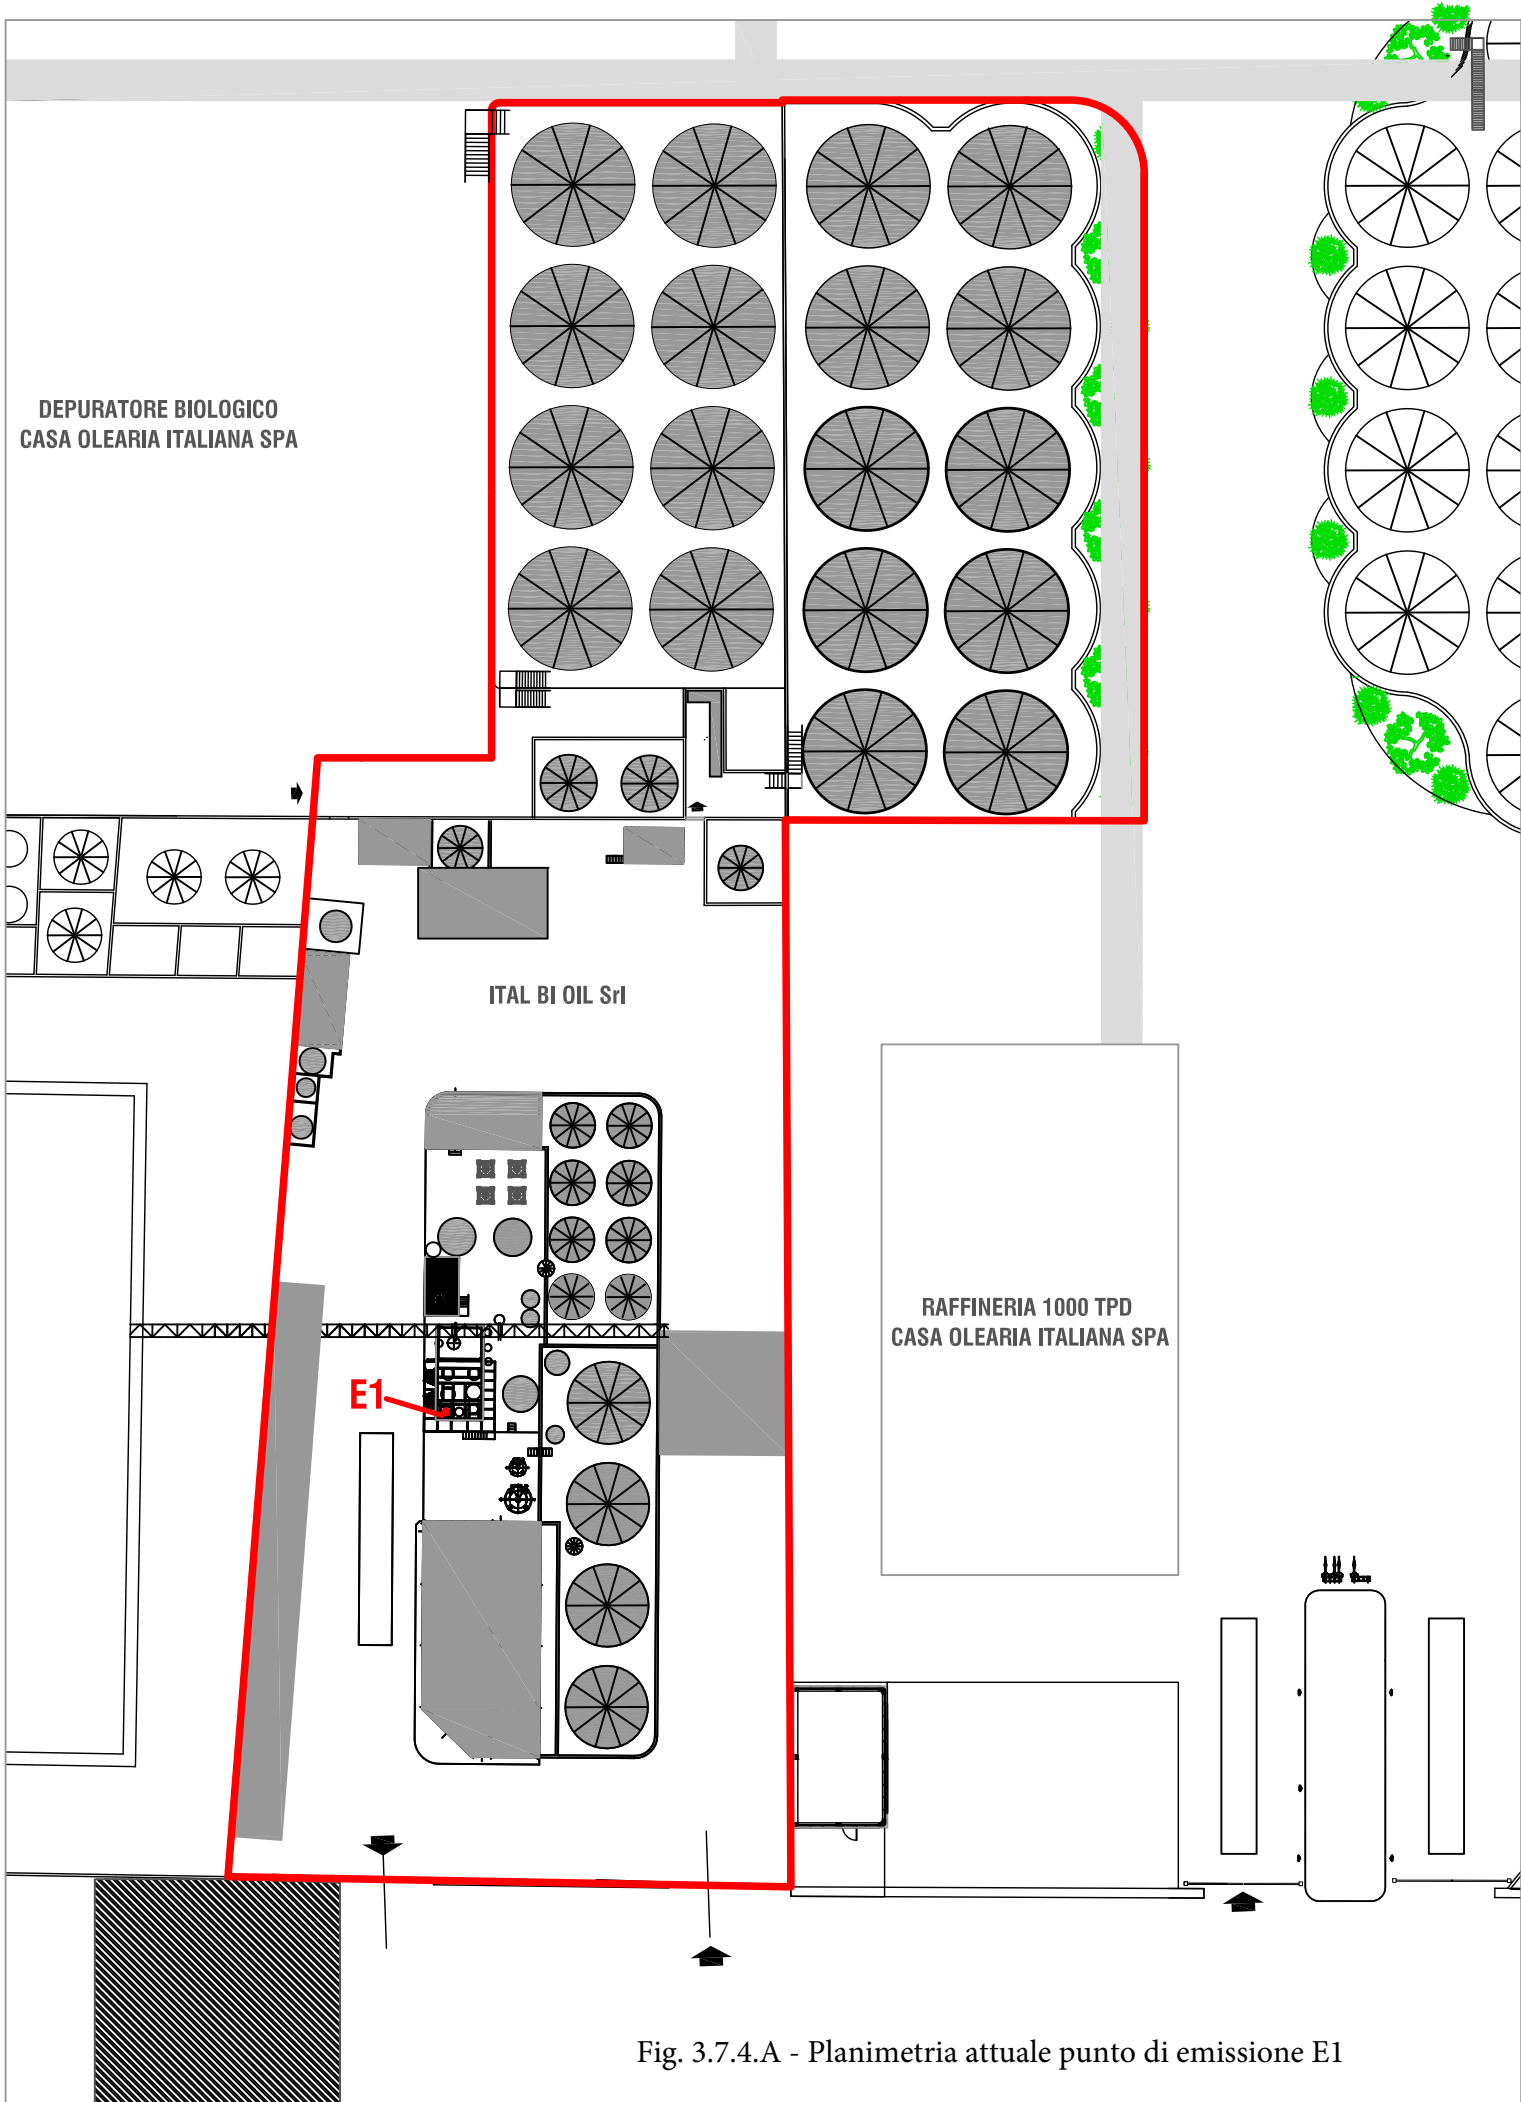 DEPURATORE BIOLOGICO
CASA OLEARIA ITALIANA SPA
ITAL BI OIL Srl
RAFFINERIA 1000 TPD
CASA OLEARIA ITALIANA SPA
E1
Fig. 3.7.4.A - Planimetria attuale punto di emissione E1